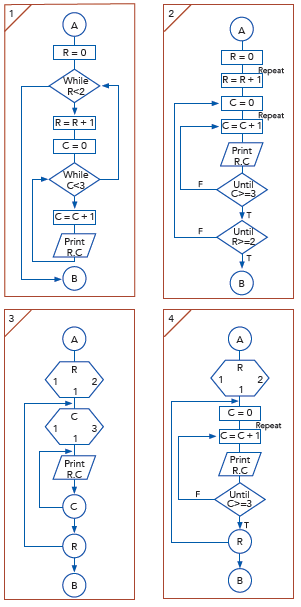 1
A
R = 0
While
R<2
R = R + 1
C = 0
While
C<3
C = C + 1
Print
R.C
B
2
A
R = 0
Repeat
R = R + 1
C = 0
Repeat
C = C + 1
Print
R.C
F
Until
C>=3
T
F
Until
R>=2
T
B
3
A
R
1 2
1
C
1 3
1
Print
R.C
C
R
B
4
A
R
1 2
1
C = 0
Repeat
C = C + 1
Print
R.C
F
Until
C>=3
T
R
B